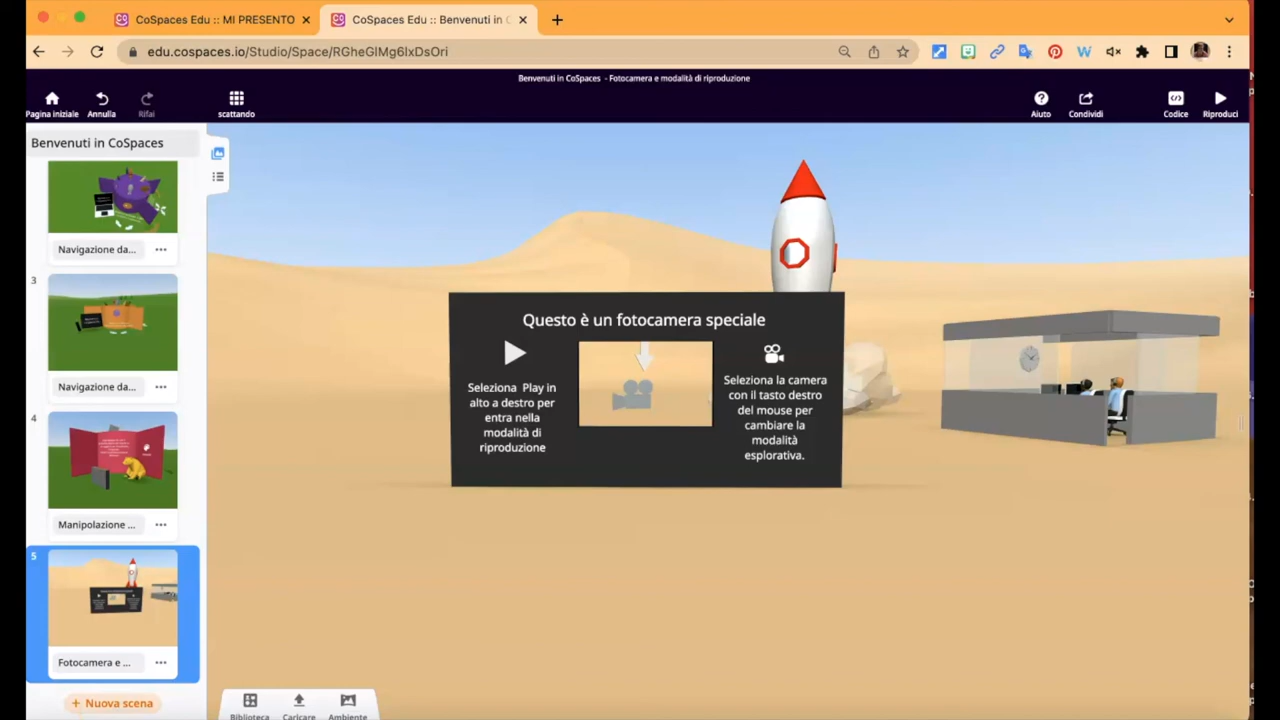 CoSpaces Edu :: MI PRESENTO
CoSpaces Edu :: Benvenuti in C
edu.cospaces.io/Studio/Space/RGheGlMg6lxDsOri
Benvenuti in CoSpaces - Fotocamera e modalità di riproduzione
Pagina iniziale
Annulla
Rifai
scattando
Aiuto
Condividi
Codice
Riproduci
Benvenuti in CoSpaces
Navigazione da...
3
Navigazione da...
4
Manipolazione ...
5
Fotocamera e ...
+ Nuova scena
Questo è un fotocamera speciale
Seleziona Play in
alto a destro per
entra nella
modalità di
riproduzione
Seleziona la camera
con il tasto destro
del mouse per
cambiare la
modalità
esplorativa.
Biblioteca
Caricare
Ambiente